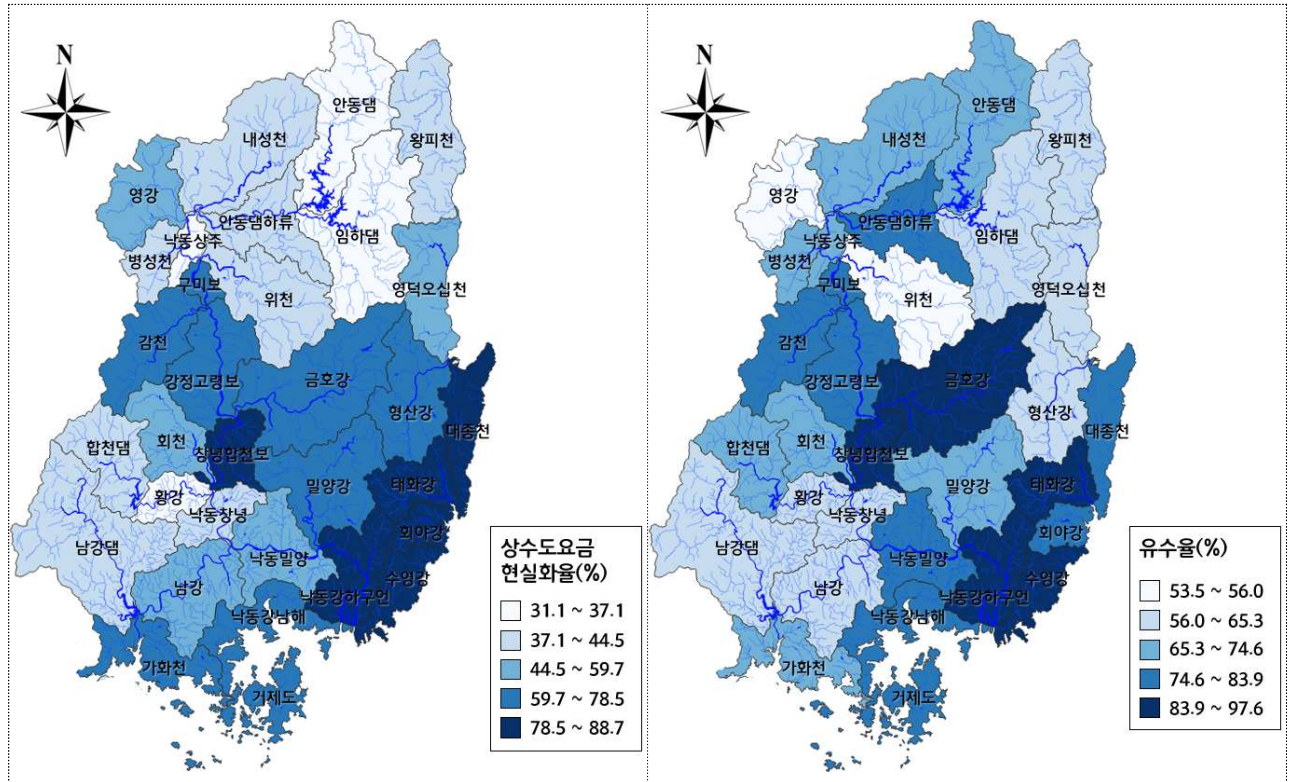 N
안동댐
왕피천
내성천
영강
안동댐하류
임하댐
낙동상주
병성천
구미보
위천
영덕오십천
감천
강정고령보
금호강
형산강
대종천
합천댐
회천
창녕합천보
밀양강
태화강
황강
낙동창녕
회야강
남강댐
낙동밀양
수영강
남강
낙동강하구언
낙동강남해
가화천
거제도
상수도요금
현실화율(%)
31.1 ~ 37.1
37.1 ~ 44.5
44.5 ~ 59.7
59.7 ~ 78.5
78.5 ~ 88.7
N
안동댐
왕피천
내성천
영강
안동댐하류
임하댐
낙동상주
병성천
구미보
위천
영덕오십천
감천
강정고령보
금호강
형산강
대종천
합천댐
회천
창녕합천보
밀양강
태화강
황강
낙동창녕
회야강
남강댐
낙동밀양
수영강
남강
낙동강하구언
낙동강남해
가화천
거제도
유수율(%)
53.5 ~ 56.0
56.0 ~ 65.3
65.3 ~ 74.6
74.6 ~ 83.9
83.9 ~ 97.6